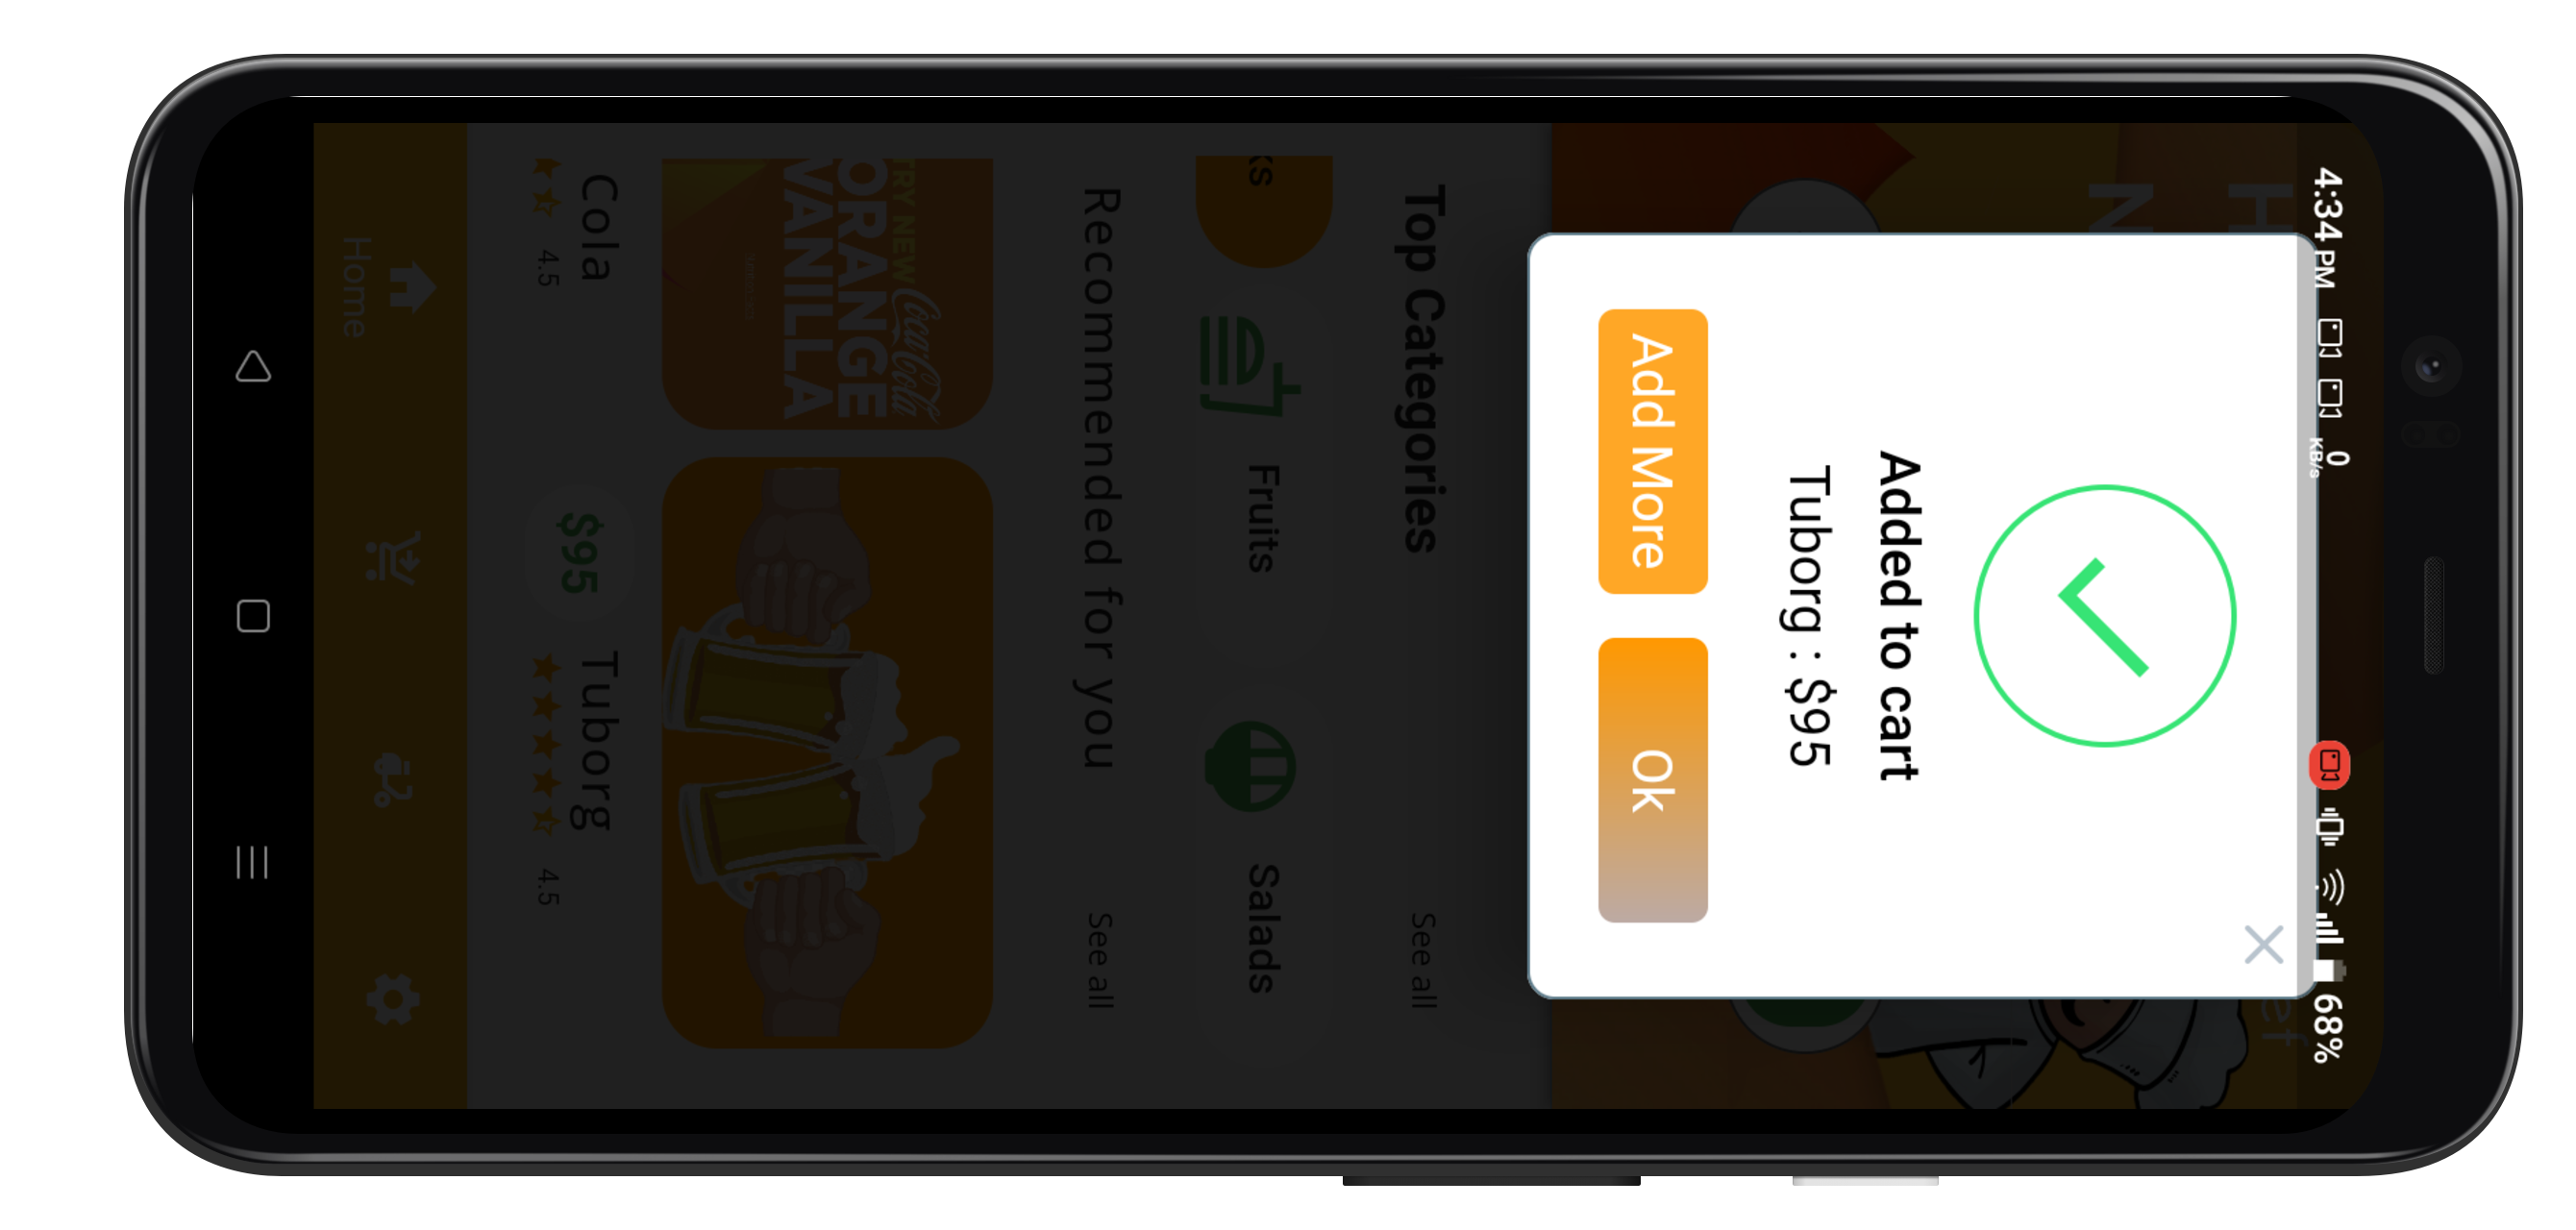 4:34 PM 0 KB/s 68%
H
N
ef
Added to cart
Tuborg : $95
Add More Ok
Top Categories See all
ks Fruits Salads
Recommended for you See all
TRY NEW Coca-Cola
ORANGE
VANILLA
Cola $95 Tuborg
4.5 4.5
Home